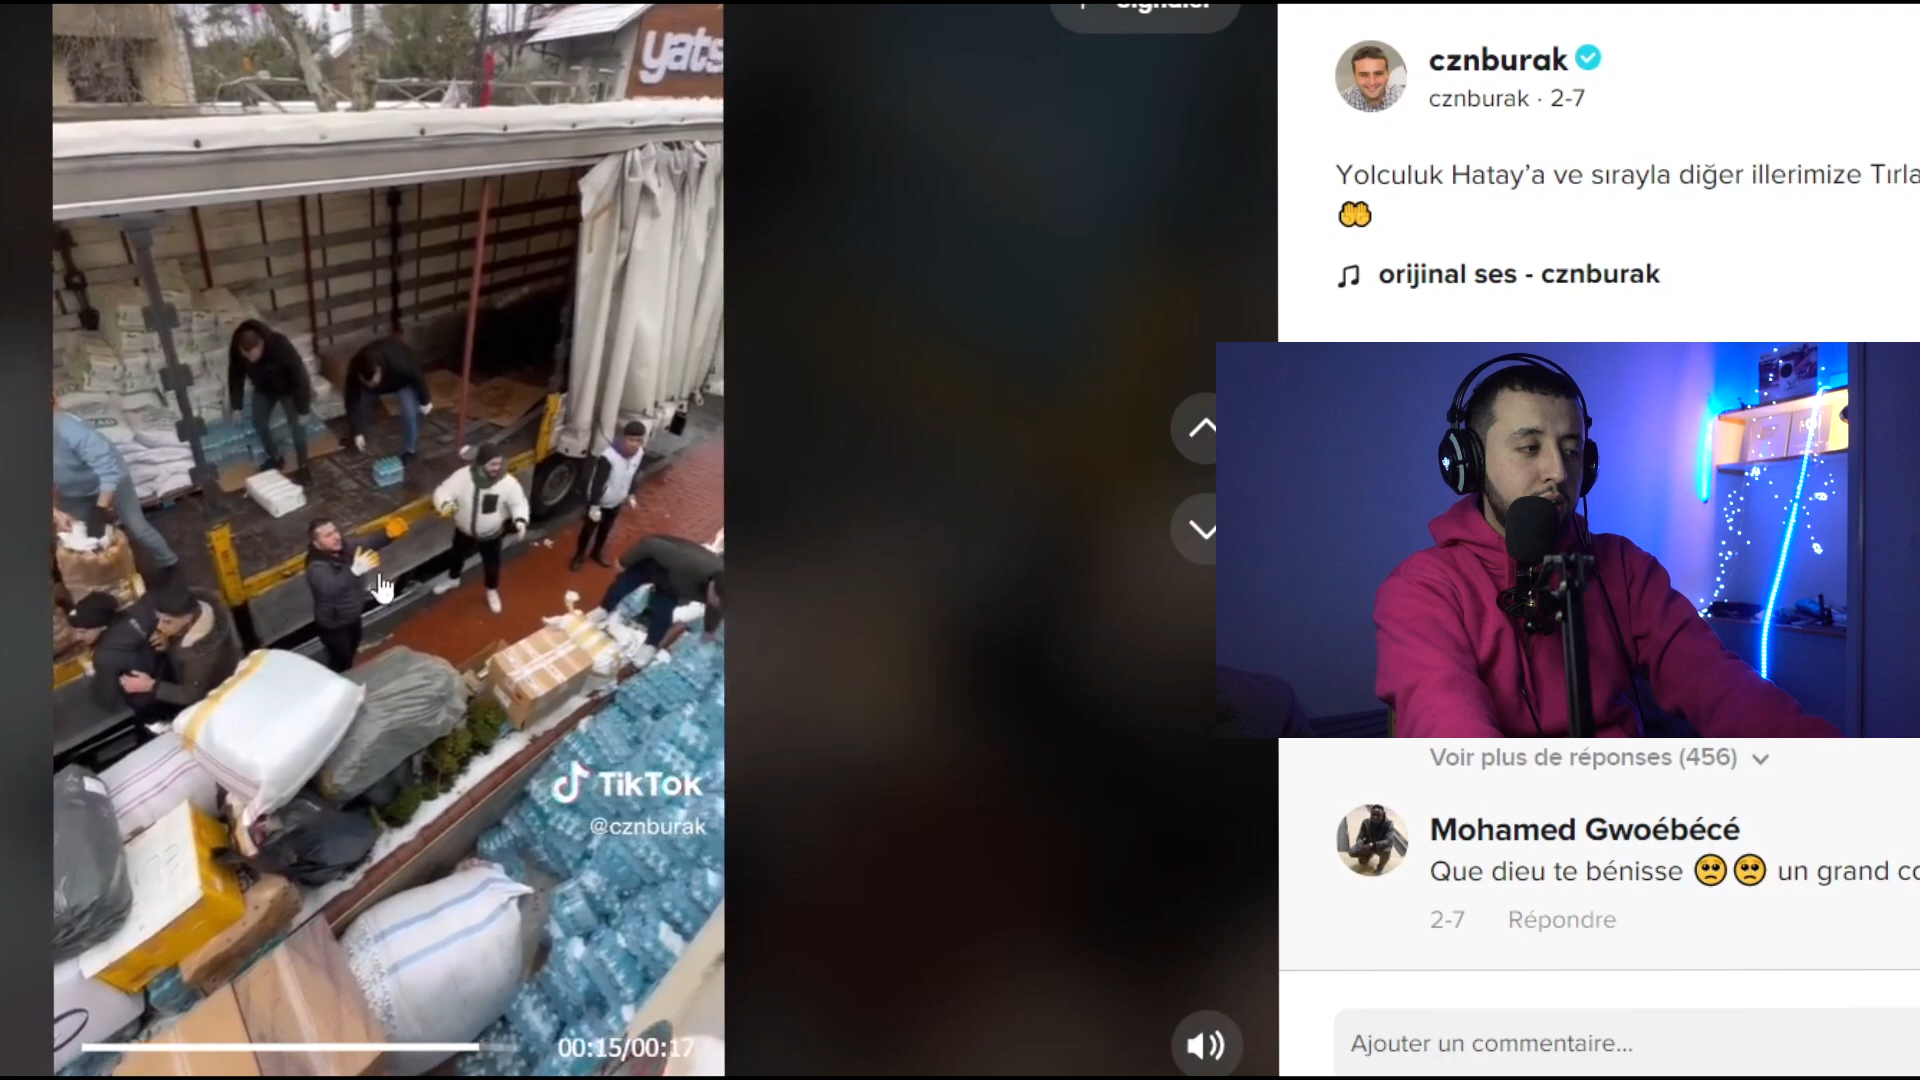 cznburak
cznburak · 2-7
Yolculuk Hatay’a ve sırayla diğer illerimize
orijinal ses - cznburak
TikTok
@cznburak
00:15/00:17
Voir plus de réponses (456)
Mohamed Gwoébécé
Que dieu te bénisse 🥺🥺 un grand
2-7 Répondre
Ajouter un commentaire...